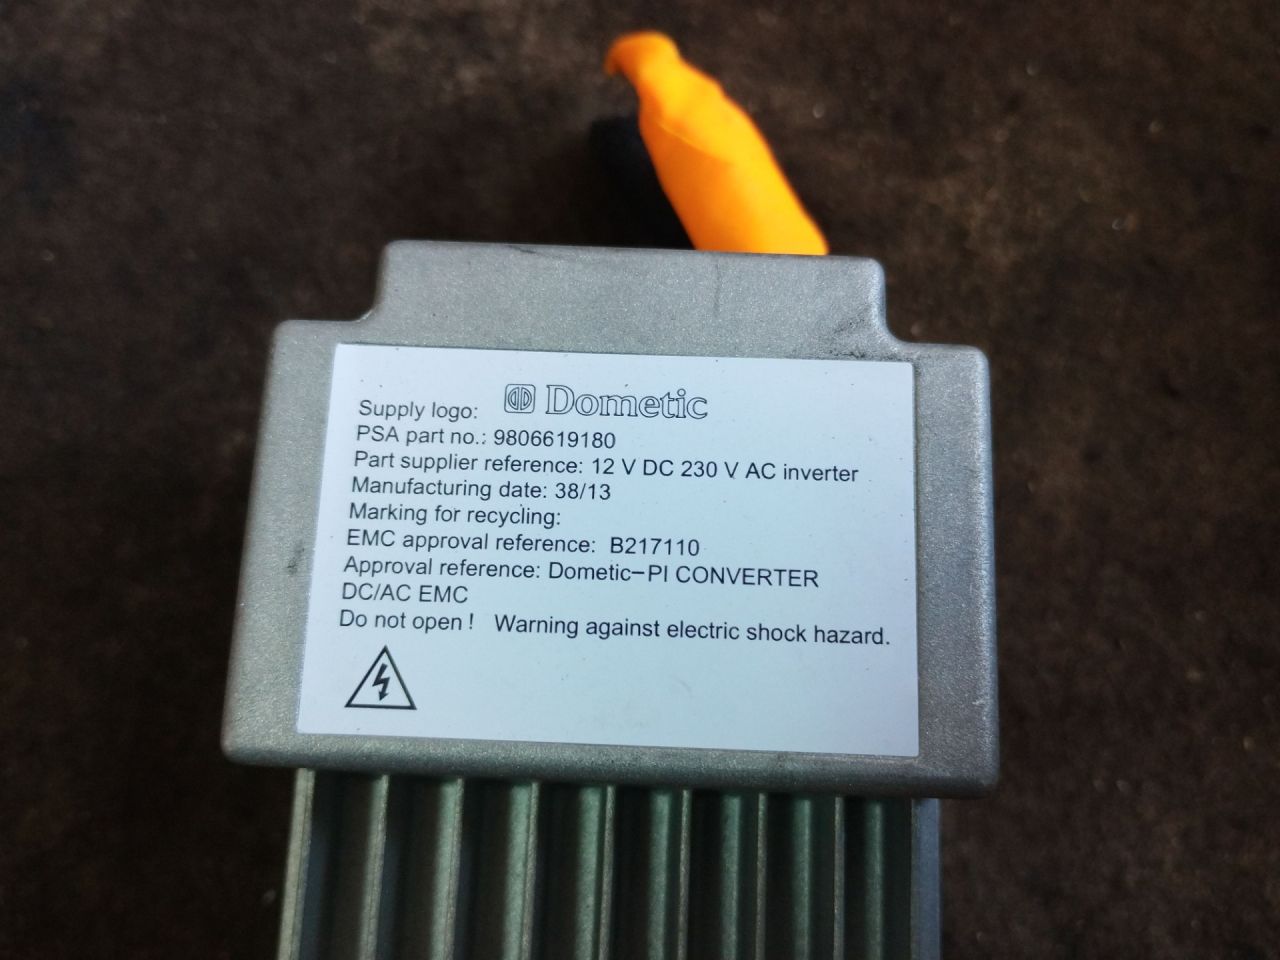 Supply logo: Dometic
PSA part no.: 9806619180
Part supplier reference: 12 V DC 230 V AC inverter
Manufacturing date: 38/13
Marking for recycling:
EMC approval reference: B217110
Approval reference: Dometic-PI CONVERTER
DC/AC EMC
Do not open ! Warning against electric shock hazard.